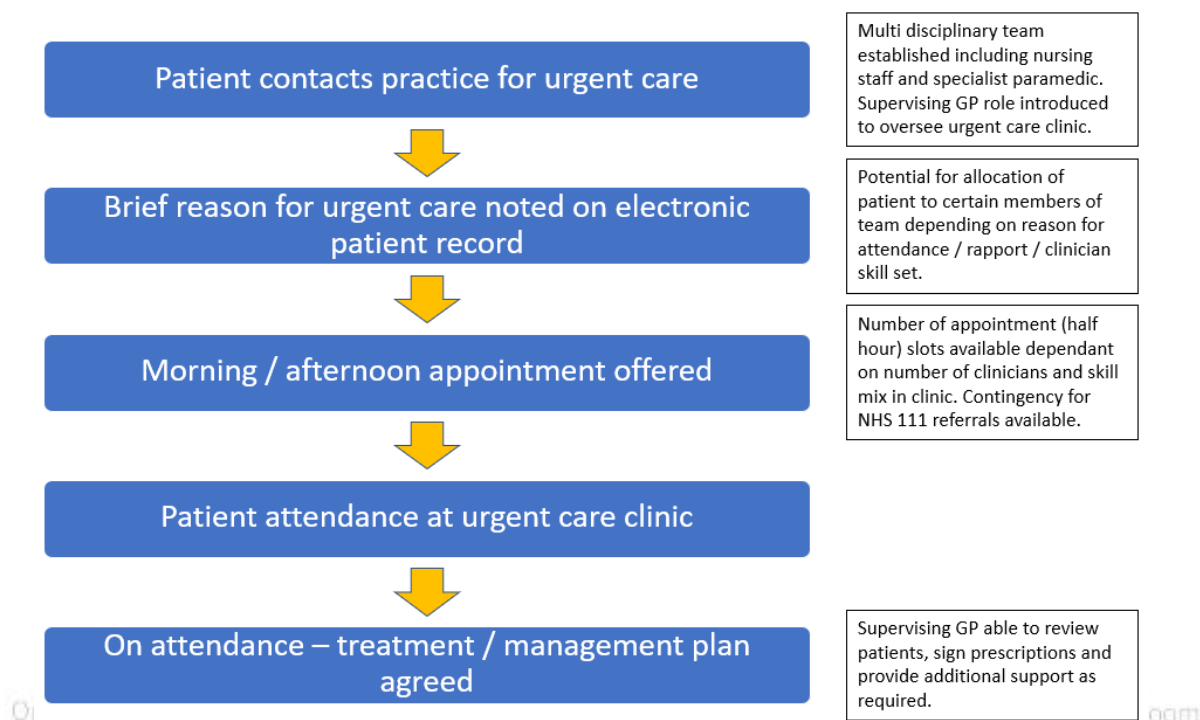 Patient contacts practice for urgent care
Multi disciplinary team
established including nursing
staff and specialist paramedic.
Supervising GP role introduced
to oversee urgent care clinic.
Brief reason for urgent care noted on electronic
patient record
Potential for allocation of
patient to certain members of
team depending on reason for
attendance / rapport / clinician
skill set.
Morning / afternoon appointment offered
Number of appointment (half
hour) slots available dependant
on number of clinicians and skill
mix in clinic. Contingency for
NHS 111 referrals available.
Patient attendance at urgent care clinic
On attendance – treatment / management plan
agreed
Supervising GP able to review
patients, sign prescriptions and
provide additional support as
required.